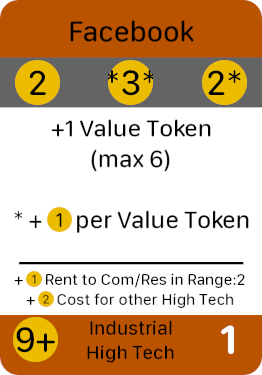 Facebook
2 *3* 2*
+1 Value Token
(max 6)
* + 1 per Value Token
+ 1 Rent to Com/Res in Range:2
+ 2 Cost for other High Tech
9+ Industrial 1
High Tech